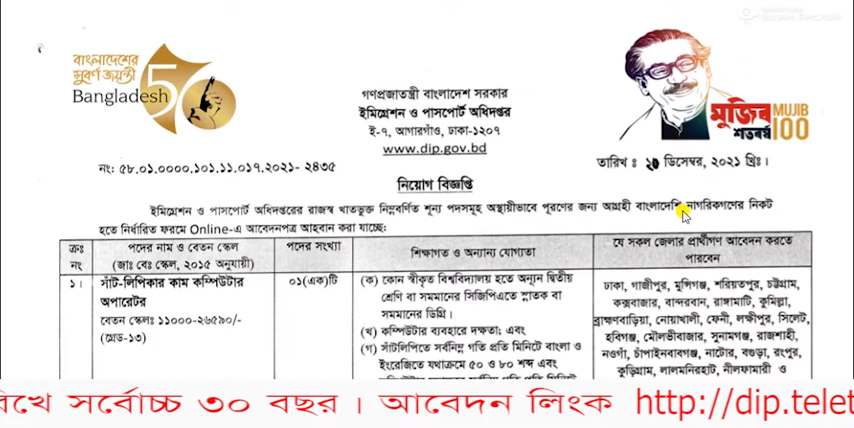 বাংলাদেশের
সুবর্ণ জয়ন্তী
50
Bangladesh
গণপ্রজাতন্ত্রী বাংলাদেশ সরকার
ইমিগ্রেশন ও পাসপোর্ট অধিদপ্তর
ই-৭, আগারগাঁও, ঢাকা-১২০৭
www.dip.gov.bd
মুজিব MUJIB
শতবর্ষ 100
নং: ৫৮.০১.০০০০.১০১.১১.০১৭.২০২১- ২৪৩৫
তারিখ ঃ ডিসেম্বর, ২০২১ খ্রিঃ।
নিয়োগ বিজ্ঞপ্তি
ইমিগ্রেশন ও পাসপোর্ট অধিদপ্তরের রাজস্ব খাতভুক্ত নিম্নবর্ণিত শূন্য পদসমূহ অস্থায়ীভাবে পূরণের জন্য আগ্রহী বাংলাদেশি নাগরিকগণের নিকট
হতে নির্ধারিত ফরমে Online-এ আবেদনপত্র আহবান করা যাচ্ছে:
ক্রঃ
নং
পদের নাম ও বেতন স্কেল
(জাঃ বেঃ স্কেল, ২০১৫ অনুযায়ী)
পদের সংখ্যা
শিক্ষাগত ও অন্যান্য যোগ্যতা
যে সকল জেলার প্রার্থীগণ আবেদন করতে
পারবেন
১।
সাঁট-লিপিকার কাম কম্পিউটার
অপারেটর
বেতন স্কেলঃ ১১০০০-২৬৫৯০/-
(গ্রেড-১৩)
০১(এক)টি
(ক) কোন স্বীকৃত বিশ্ববিদ্যালয় হতে অন্যূন দ্বিতীয়
শ্রেণি বা সমমানের সিজিপিএতে স্নাতক বা
সমমানের ডিগ্রি।
(খ) কম্পিউটার ব্যবহারে দক্ষতা; এবং
(গ) সাঁটলিপিতে সর্বনিম্ন গতি প্রতি মিনিটে বাংলা ও
ইংরেজিতে যথাক্রমে ৫০ ও ৮০ শব্দ এবং
ঢাকা, গাজীপুর, মুন্সিগঞ্জ, শরিয়তপুর, চট্টগ্রাম,
কক্সবাজার, বান্দরবান, রাঙ্গামাটি, কুমিল্লা,
ব্রাহ্মণবাড়িয়া, নোয়াখালী, ফেনী, লক্ষীপুর, সিলেট,
হবিগঞ্জ, মৌলভীবাজার, সুনামগঞ্জ, রাজশাহী,
নওগাঁ, চাঁপাইনবাবগঞ্জ, নাটোর, বগুড়া, রংপুর,
কুড়িগ্রাম, লালমনিরহাট, নীলফামারী ও
রিখে সর্বোচ্চ ৩০ বছর । আবেদন লিংক http://dip.telet